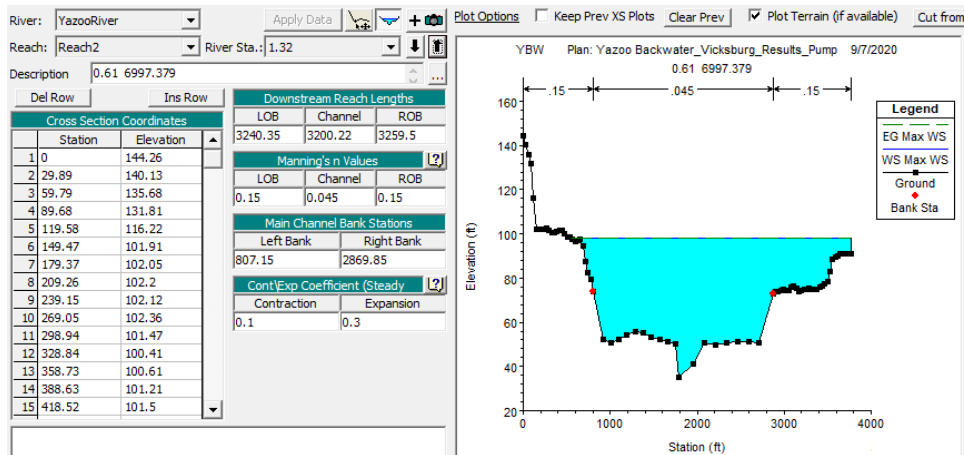 River: YazooRiver Apply Data
Reach: Reach2 River Sta.: 1.32
Description 0.61 6997.379 ...
Del Row Ins Row
Cross Section Coordinates
Station Elevation
1 0 144.26
2 29.89 140.13
3 59.79 135.68
4 89.68 131.81
5 119.58 116.22
6 149.47 101.91
7 179.37 102.05
8 209.26 102.2
9 239.15 102.12
10 269.05 102.36
11 298.94 101.47
12 328.84 100.41
13 358.73 100.61
14 388.63 101.21
15 418.52 101.5
Downstream Reach Lengths
LOB Channel ROB
3240.35 3200.22 3259.5
Manning's n Values ?
LOB Channel ROB
0.15 0.045 0.15
Main Channel Bank Stations
Left Bank Right Bank
807.15 2869.85
Cont\Exp Coefficient (Steady ?
Contraction Expansion
0.1 0.3
Plot Options Keep Prev XS Plots Clear Prev Plot Terrain (if available) Cut from
YBW Plan: Yazoo Backwater_Vicksburg_Results_Pump 9/7/2020
0.61 6997.379
.15 .045 .15
160
140
120
100
80
60
40
20
Elevation (ft)
0 1000 2000 3000 4000
Station (ft)
Legend
EG Max WS
WS Max WS
Ground
Bank Sta